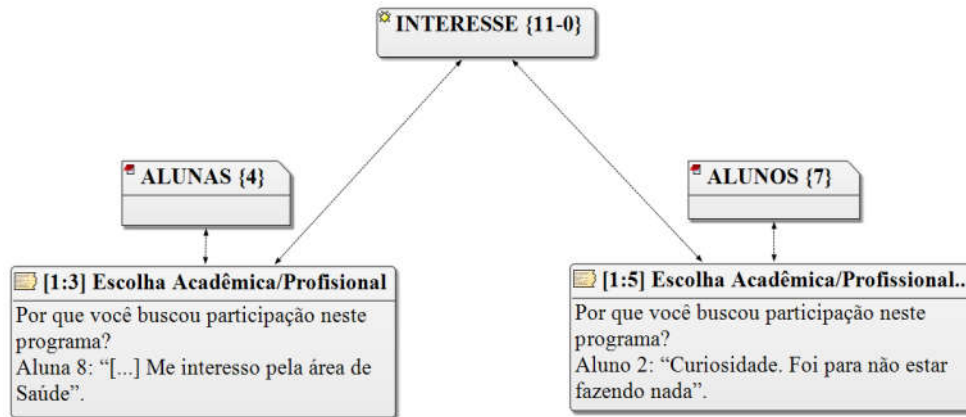 INTERESSE {11-0}
ALUNAS {4}
ALUNOS {7}
[1:3] Escolha Acadêmica/Profisional
Por que você buscou participação neste
programa?
Aluna 8: “[...] Me interesso pela área de
Saúde”.
[1:5] Escolha Acadêmica/Profissional..
Por que você buscou participação neste
programa?
Aluno 2: “Curiosidade. Foi para não estar
fazendo nada”.